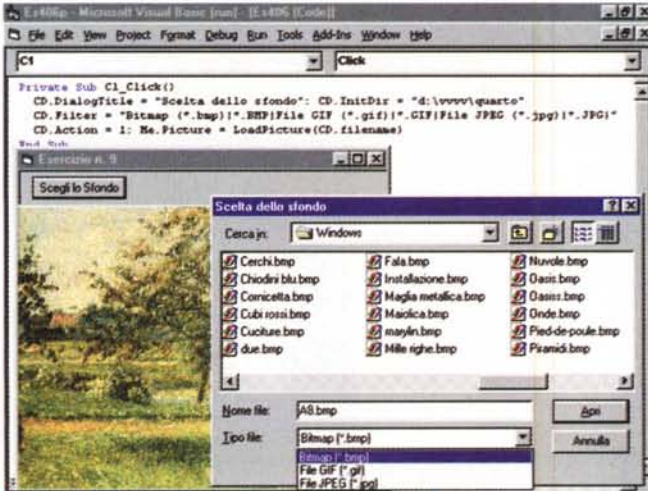 Es406p - Microsoft Visual Basic [run] - [Es406 (Code)]
File Edit View Project Format Debug Run Tools Add-Ins Window Help
C1 Click
Private Sub C1_Click()
CD.DialogTitle = "Scelta dello sfondo": CD.InitDir = "d:\vvvv\quarto"
CD.Filter = "Bitmap (*.bmp)|*.BMP|File GIF (*.gif)|*.GIF|File JPEG (*.jpg)|*.JPG|"
CD.Action = 1: Me.Picture = LoadPicture(CD.filename)
End Sub
Esercizio n. 9
Scegli lo Sfondo
Scelta dello sfondo
Cerca in: Windows
Cerchi.bmp Fala.bmp Nuvole.bmp
Chiodini blu.bmp Installazione.bmp Oasis.bmp
Cornicetta.bmp Maglia metallica.bmp Oasiss.bmp
Cubi rossi.bmp Maiolica.bmp Onde.bmp
Cuciture.bmp marylin.bmp Pied-de-poule.bmp
due.bmp Mille righe.bmp Piramidi.bmp
Nome file: A8.bmp Apri
Tipo file: Bitmap (*.bmp) Annulla
Bitmap (*.bmp)
File GIF (*.gif)
File JPEG (*.jpg)